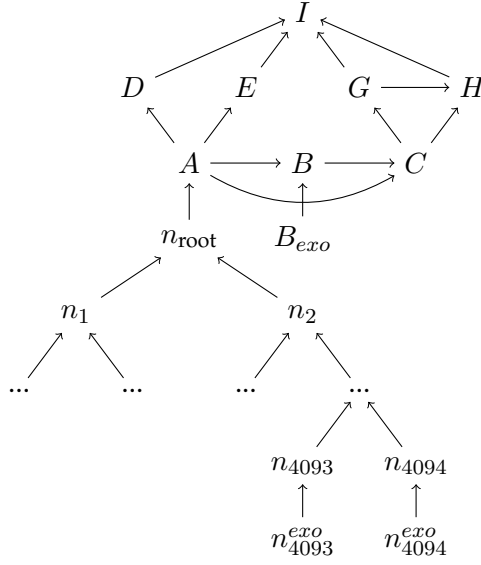 I
D E G H
A B C
n_root B_exo
n_1 n_2
... ... ... ...
n_4093 n_4094
n_4093^exo n_4094^exo